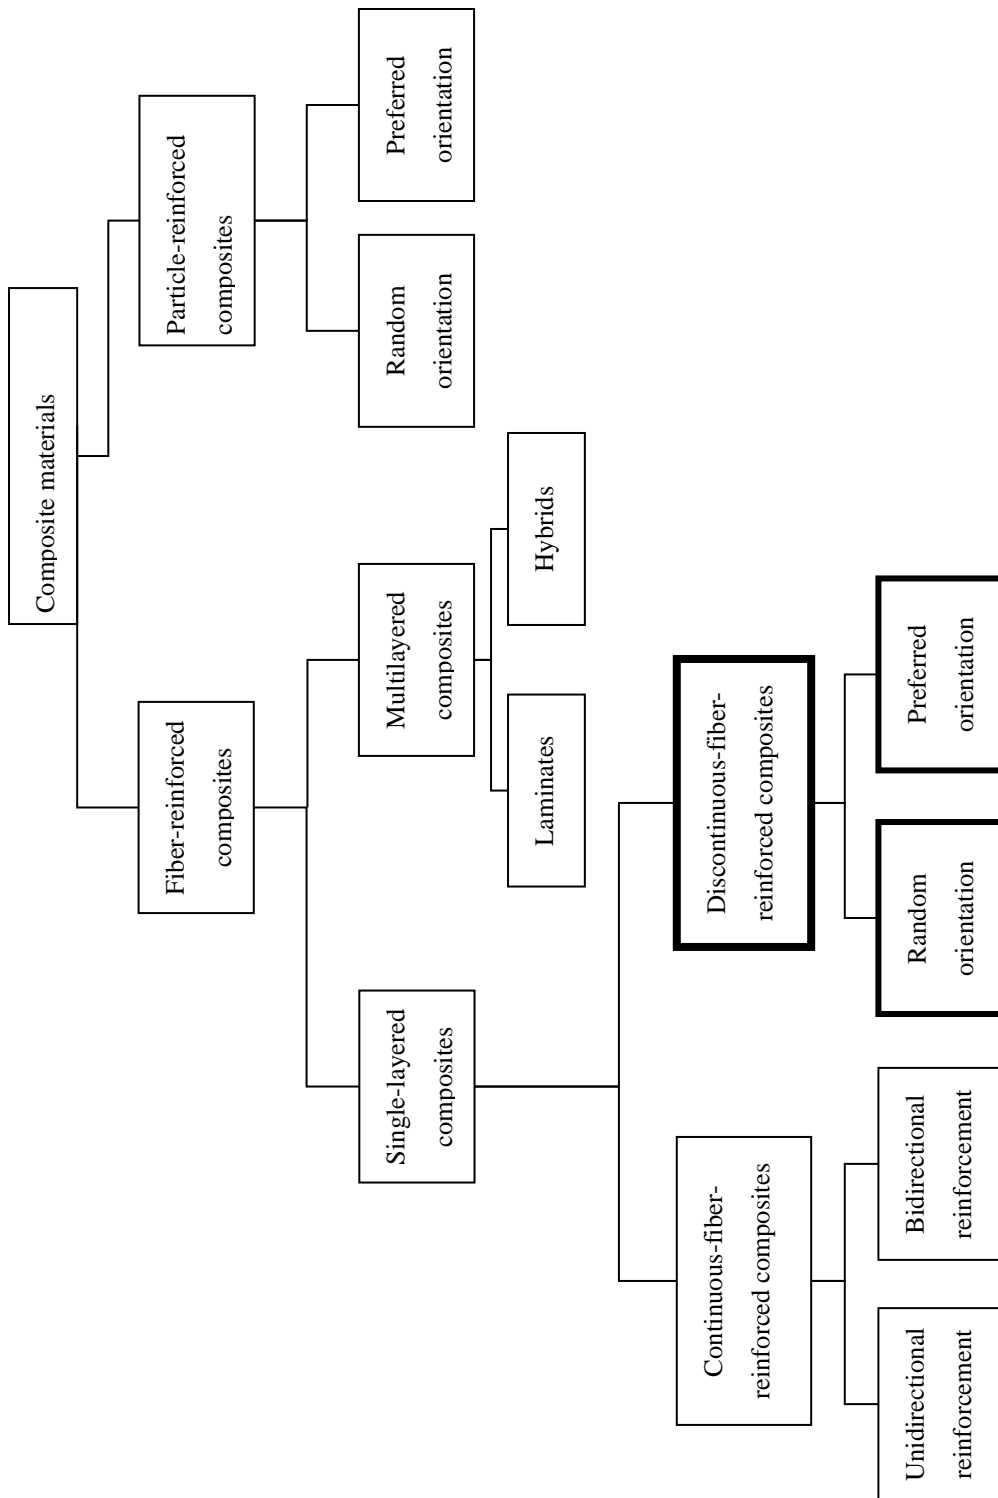 Composite materials
Fiber-reinforced
composites
Particle-reinforced
composites
Single-layered
composites
Multilayered
composites
Random
orientation
Preferred
orientation
Laminates
Hybrids
Continuous-fiber-
reinforced composites
Discontinuous-fiber-
reinforced composites
Unidirectional
reinforcement
Bidirectional
reinforcement
Random
orientation
Preferred
orientation